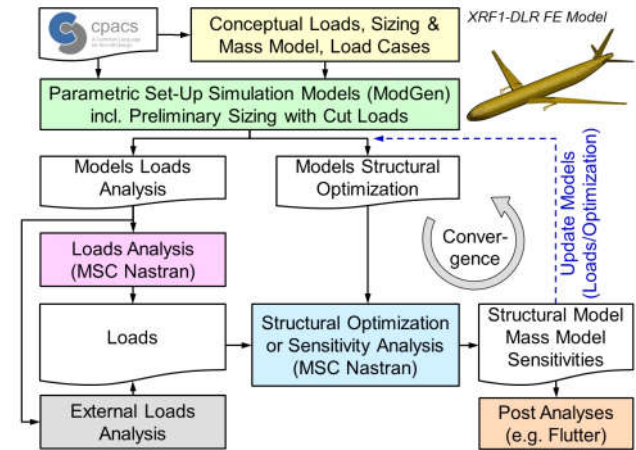 cpacs
A Common Language
for Aircraft Design
Conceptual Loads, Sizing &
Mass Model, Load Cases
XRF1-DLR FE Model
Parametric Set-Up Simulation Models (ModGen)
incl. Preliminary Sizing with Cut Loads
Models Loads
Analysis
Models Structural
Optimization
Update Models
(Loads/Optimization)
Conver-
gence
Loads Analysis
(MSC Nastran)
Loads
Structural Optimization
or Sensitivity Analysis
(MSC Nastran)
Structural Model
Mass Model
Sensitivities
External Loads
Analysis
Post Analyses
(e.g. Flutter)